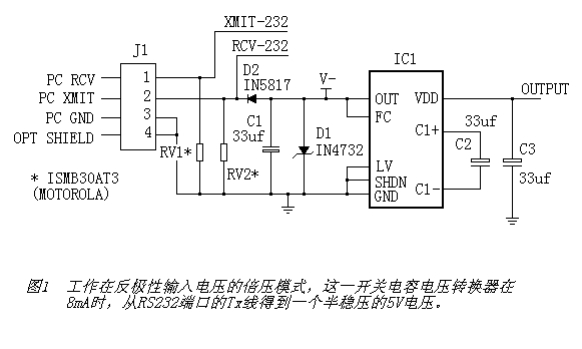 XMIT-232
RCV-232
J1
PC RCV 1
PC XMIT 2
PC GND 3
OPT SHIELD 4
D2
IN5817
V-
IC1
OUT
FC
VDD
OUTPUT
C1
33uf
D1
IN4732
C1+
33uf
C2
C3
33uf
RV1*
RV2*
LV
SHDN
GND
C1-
* ISMB30AT3
(MOTOROLA)
图1 工作在反极性输入电压的倍压模式，这一开关电容电压转换器在
8mA时，从RS232端口的Tx线得到一个半稳压的5V电压。